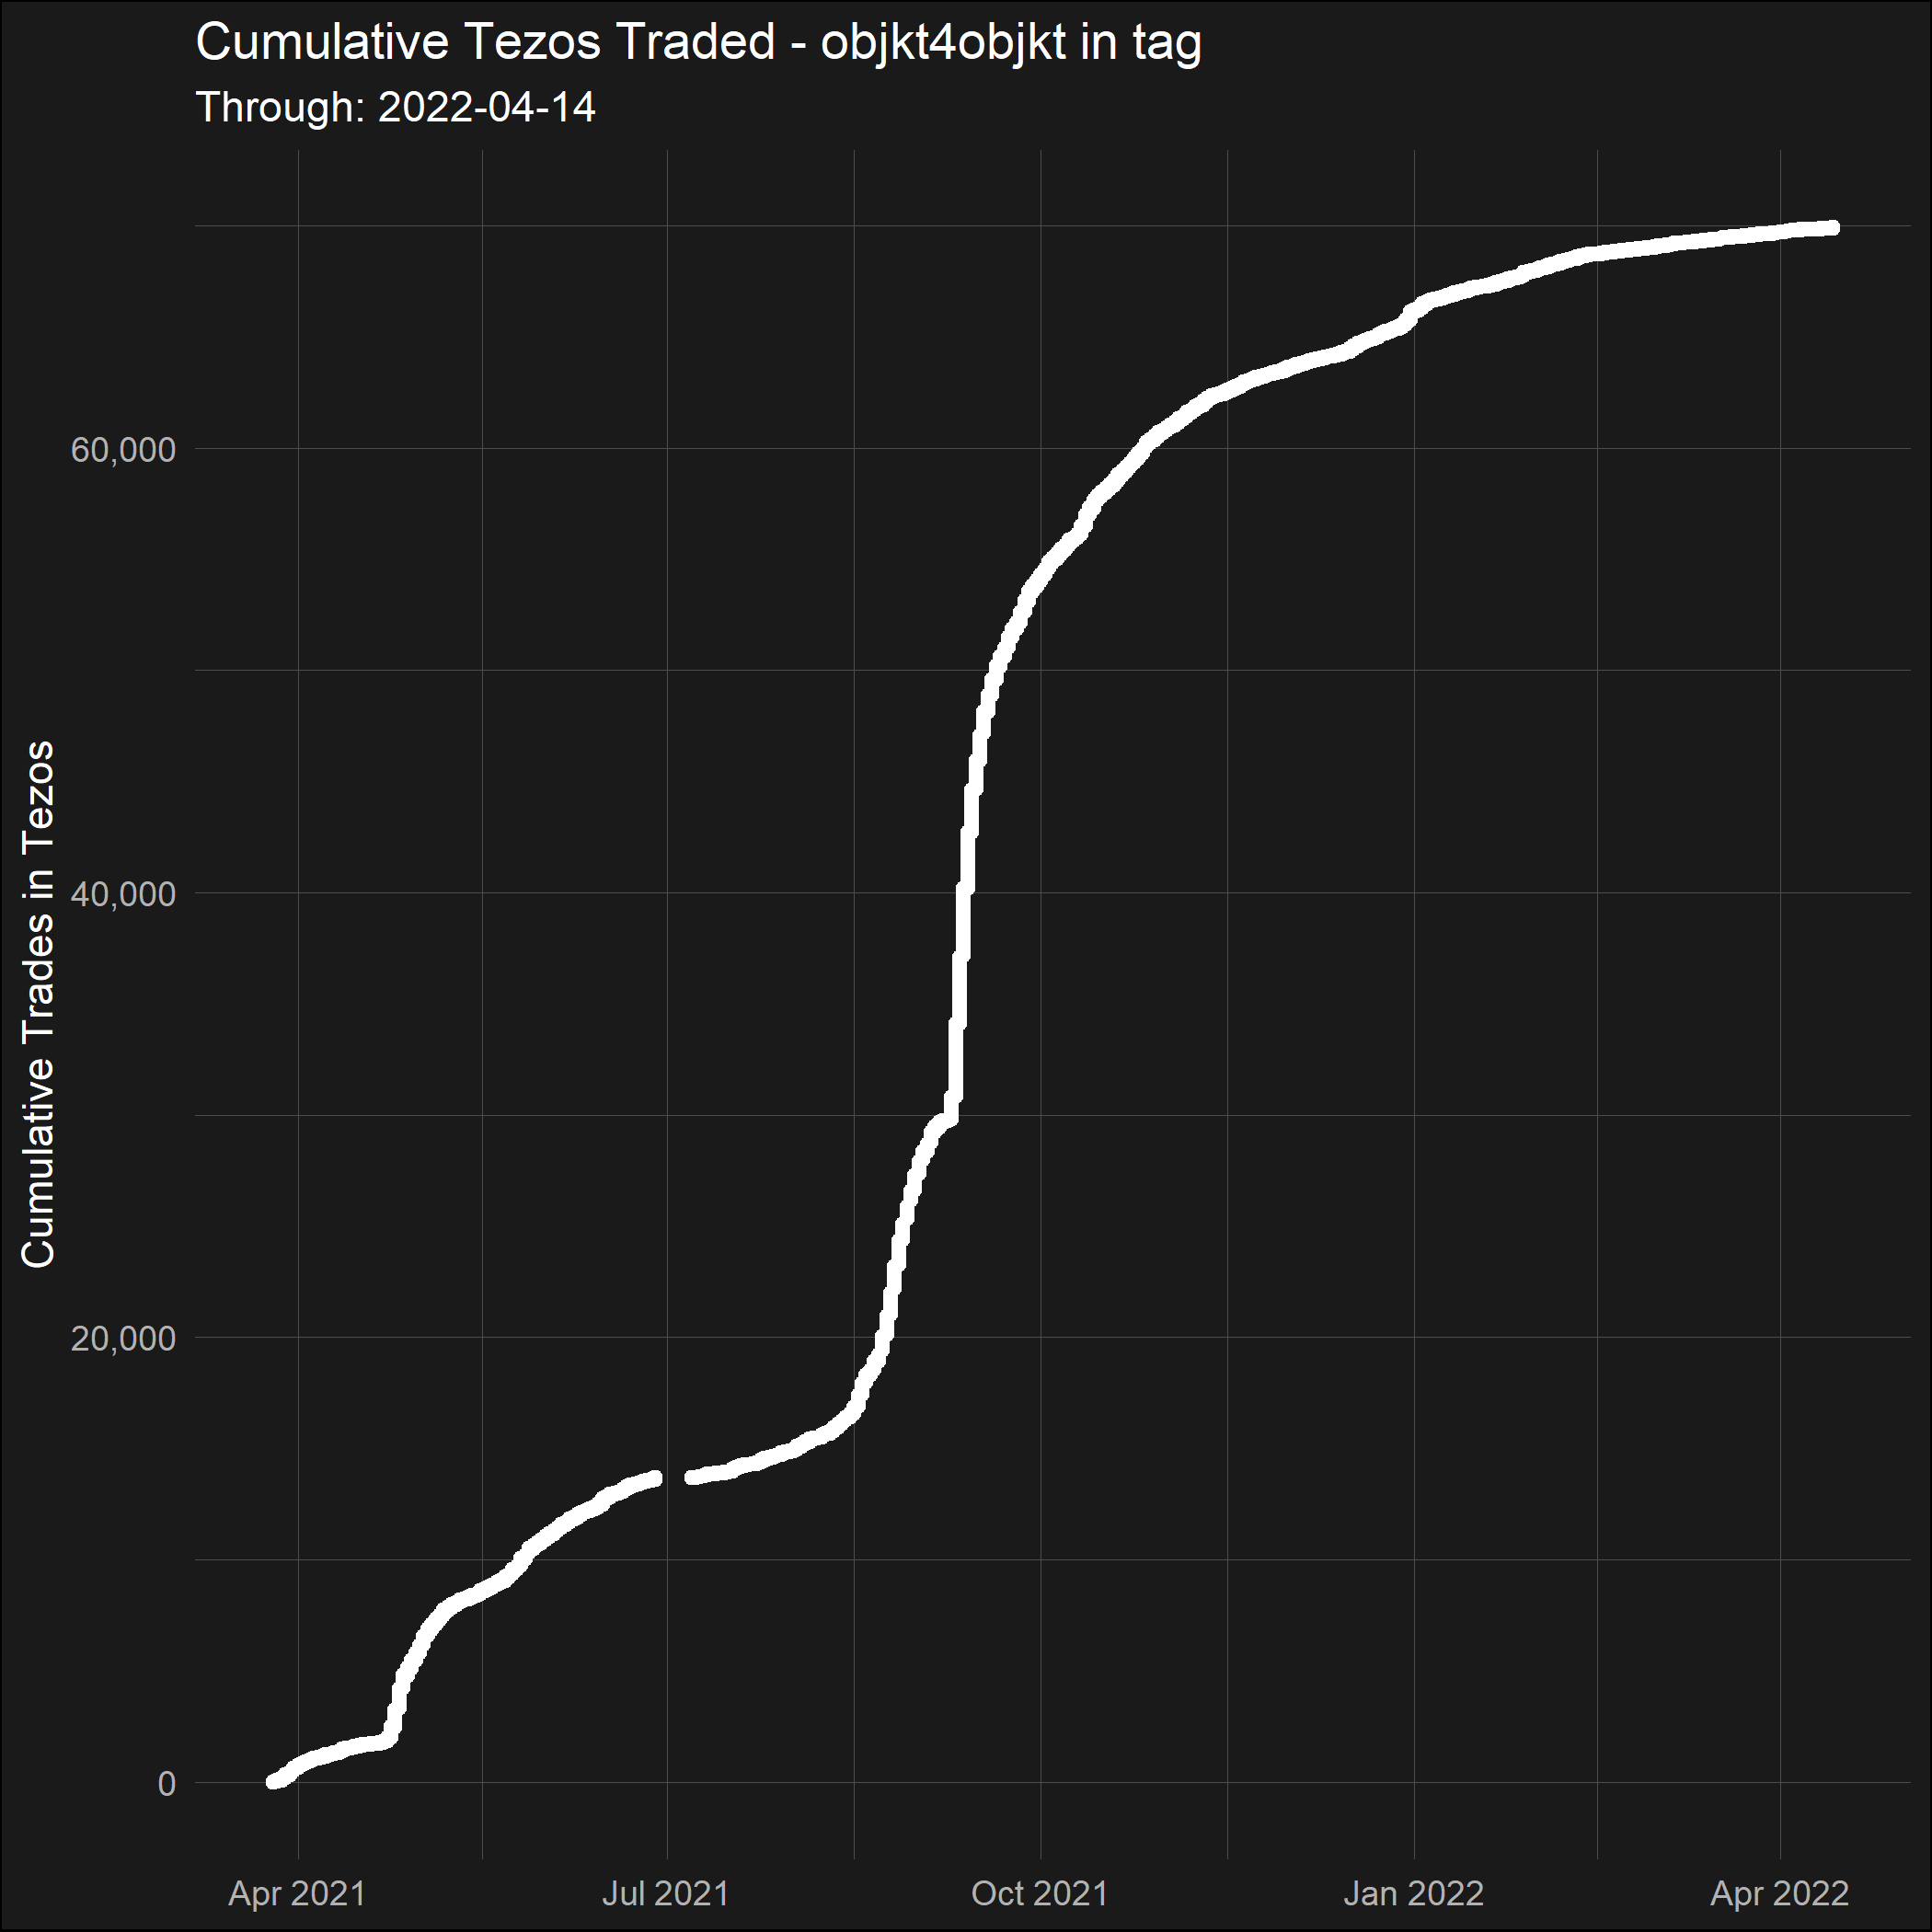 Cumulative Tezos Traded - objkt4objkt in tag
Through: 2022-04-14
Cumulative Trades in Tezos
60,000
40,000
20,000
0
Apr 2021
Jul 2021
Oct 2021
Jan 2022
Apr 2022